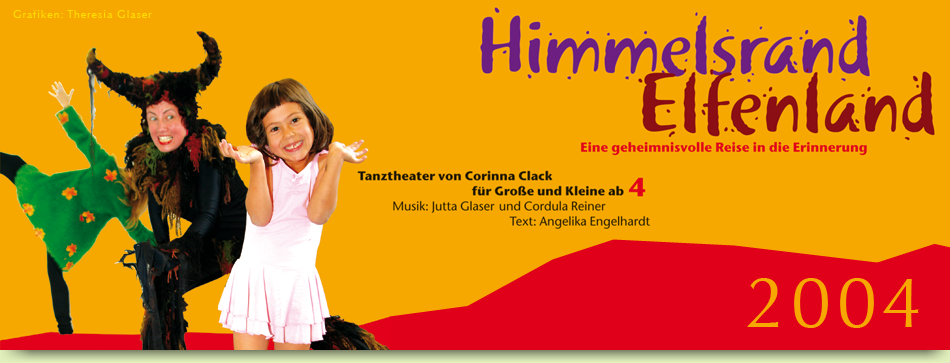 Grafiken: Theresia Glaser
Himmelsrand
Elfenland
Eine geheimnisvolle Reise in die Erinnerung
Tanztheater von Corinna Clack
für Große und Kleine ab 4
Musik: Jutta Glaser und Cordula Reiner
Text: Angelika Engelhardt
2004